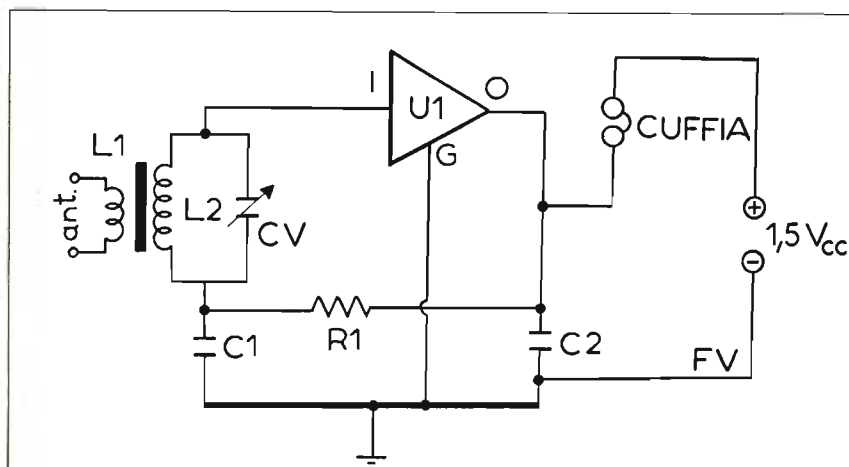 I
U1
O
G
CUFFIA
L1
ant.
L2
CV
+
1,5 Vcc
−
C1
R1
C2
FV